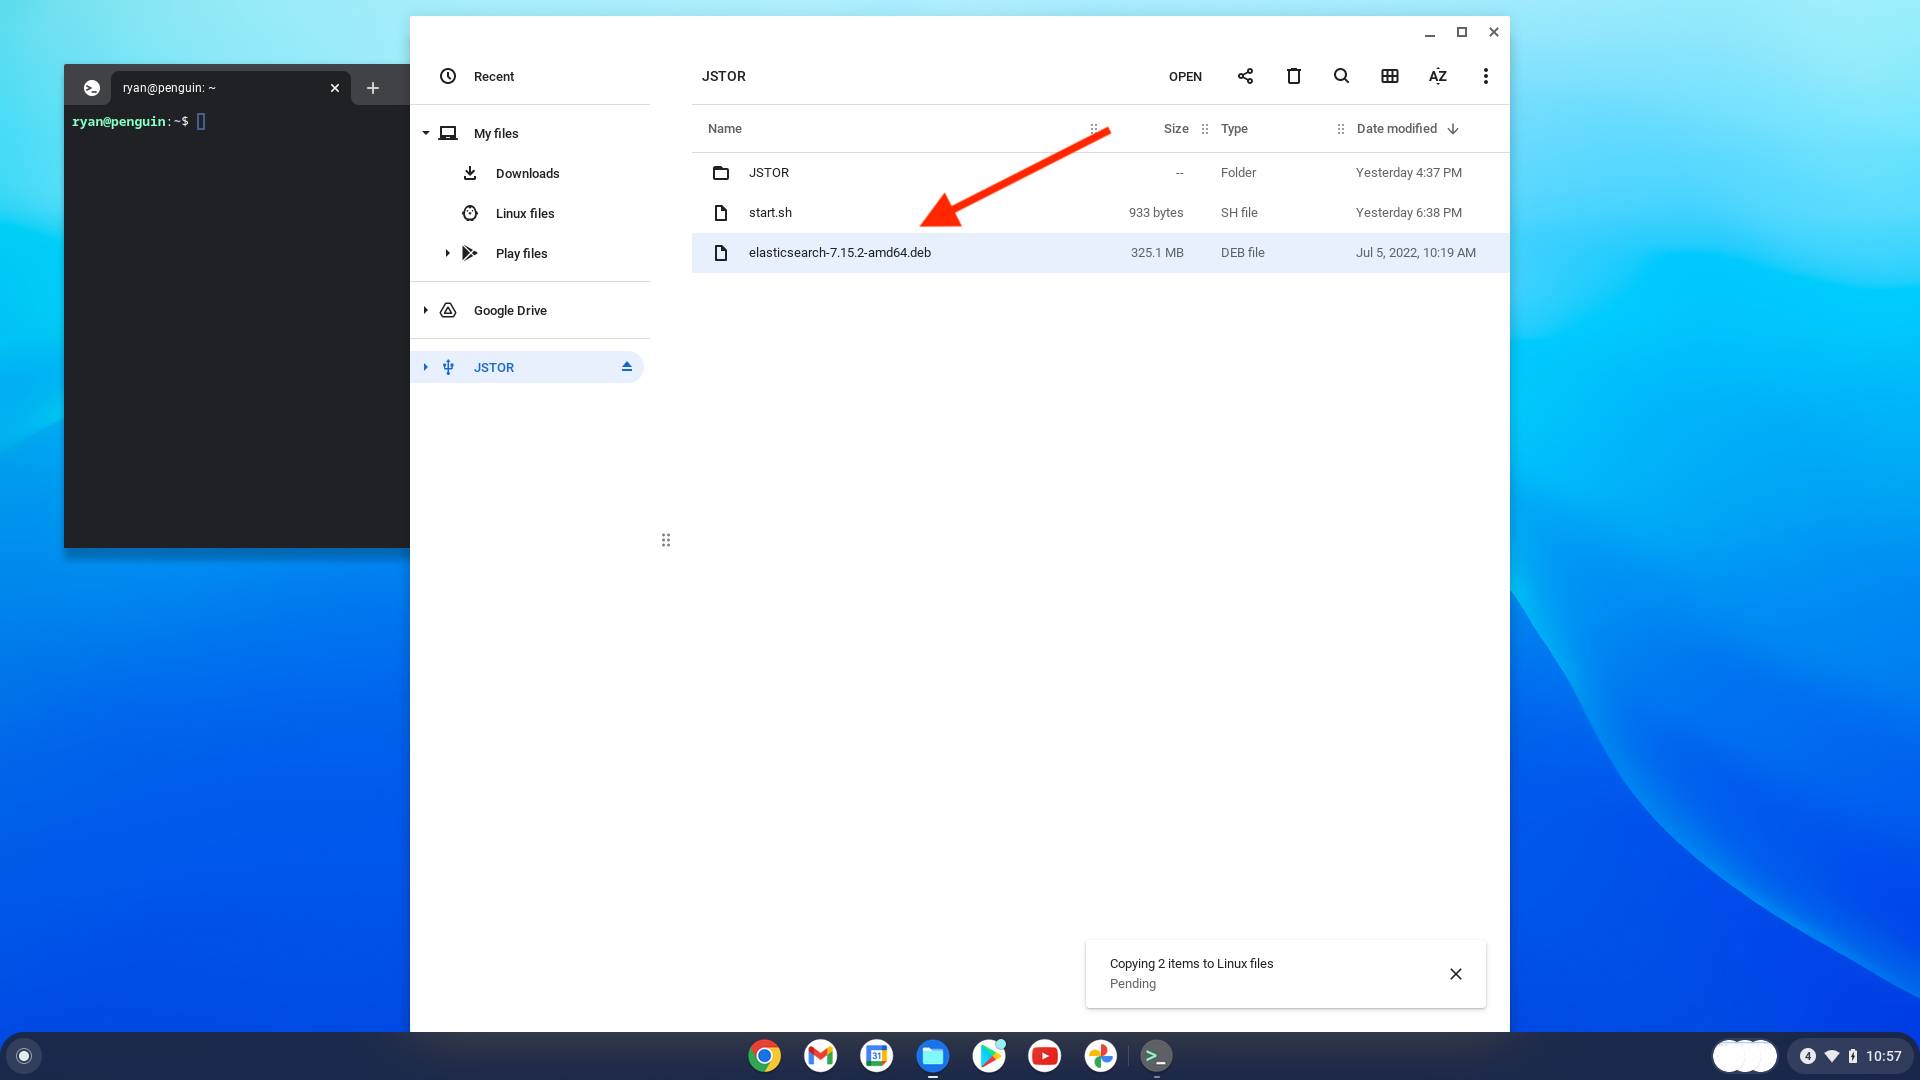 ryan@penguin: ~
ryan@penguin:~$
Recent
My files
Downloads
Linux files
Play files
Google Drive
JSTOR
JSTOR
OPEN
AZ
Name Size Type Date modified
JSTOR -- Folder Yesterday 4:37 PM
start.sh 933 bytes SH file Yesterday 6:38 PM
elasticsearch-7.15.2-amd64.deb 325.1 MB DEB file Jul 5, 2022, 10:19 AM
Copying 2 items to Linux files
Pending
31
>_
4 10:57